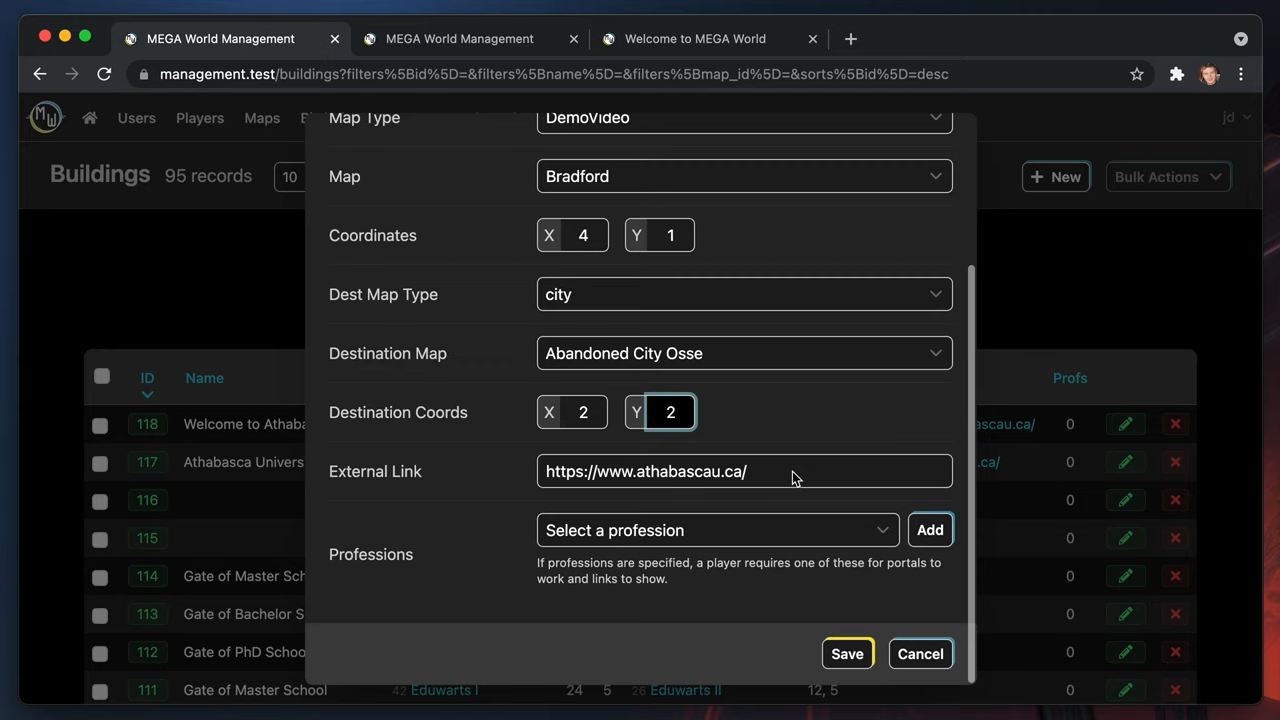 MEGA World Management
MEGA World Management
Welcome to MEGA World
management.test/buildings?filters%5Bid%5D=&filters%5Bname%5D=&filters%5Bmap_id%5D=&sorts%5Bid%5D=desc
MW
Users
Players
Maps
jd
Buildings
95 records
10
+ New
Bulk Actions
Map Type
DemoVideo
Map
Bradford
Coordinates
X 4
Y 1
Dest Map Type
city
Destination Map
Abandoned City Osse
Destination Coords
X 2
Y 2
External Link
https://www.athabascau.ca/
Professions
Select a profession
Add
If professions are specified, a player requires one of these for portals to
work and links to show.
Save
Cancel
ID
Name
Profs
118 Welcome to Athaba ascau.ca/ 0
117 Athabasca Univers .ca/ 0
116 0
115 0
114 Gate of Master Sch 0
113 Gate of Bachelor S 0
112 Gate of PhD Schoo 0
111 Gate of Master School 42 Eduwarts I 24 5 26 Eduwarts II 12, 5 0